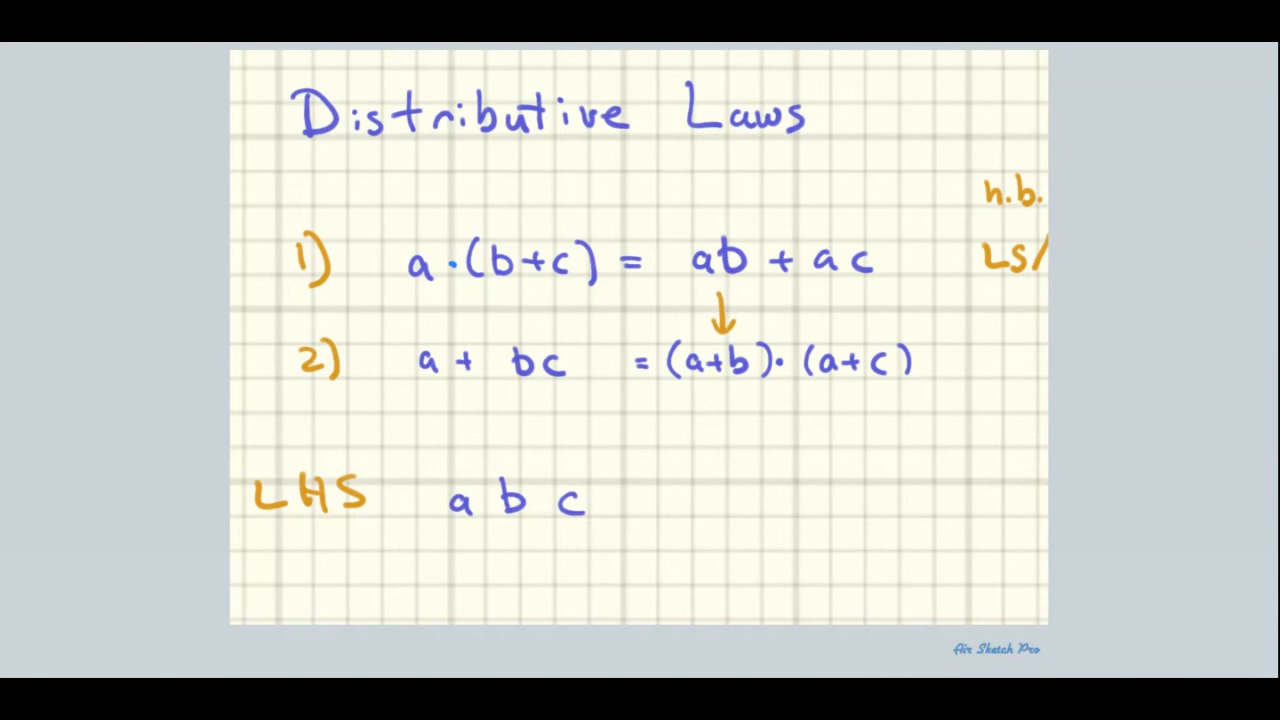 Distributive Laws
n.b.
1) a · (b+c) = ab + ac
LS/
2) a + bc = (a+b) · (a+c)
LHS a b c
Air Sketch Pro